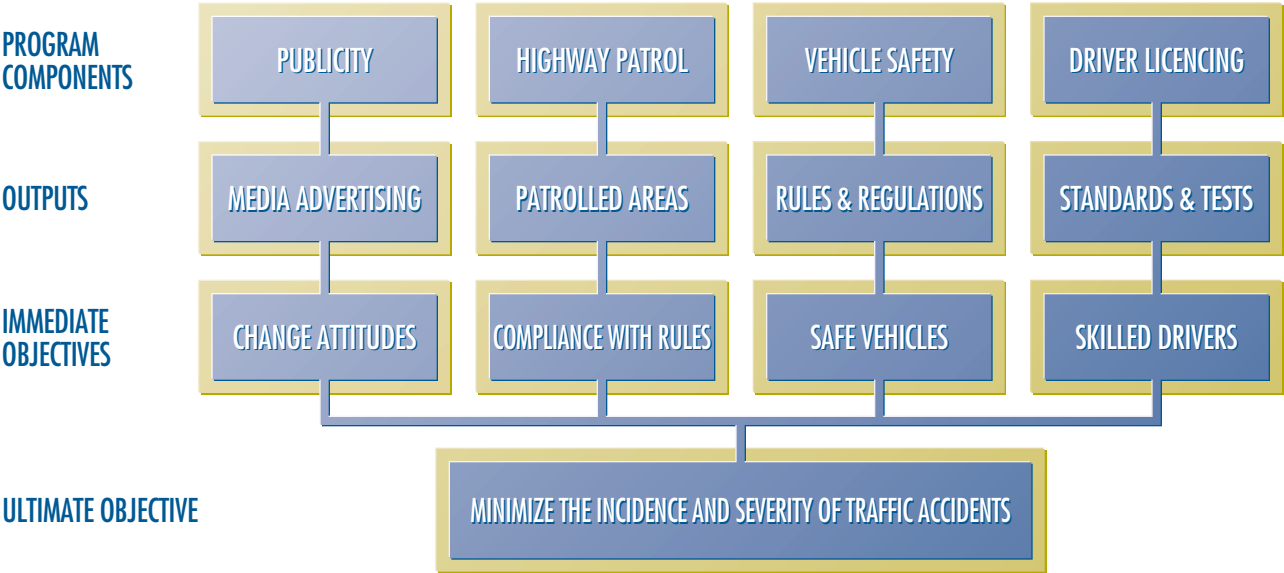 PROGRAM
COMPONENTS
PUBLICITY
HIGHWAY PATROL
VEHICLE SAFETY
DRIVER LICENCING
OUTPUTS
MEDIA ADVERTISING
PATROLLED AREAS
RULES & REGULATIONS
STANDARDS & TESTS
IMMEDIATE
OBJECTIVES
CHANGE ATTITUDES
COMPLIANCE WITH RULES
SAFE VEHICLES
SKILLED DRIVERS
ULTIMATE OBJECTIVE
MINIMIZE THE INCIDENCE AND SEVERITY OF TRAFFIC ACCIDENTS